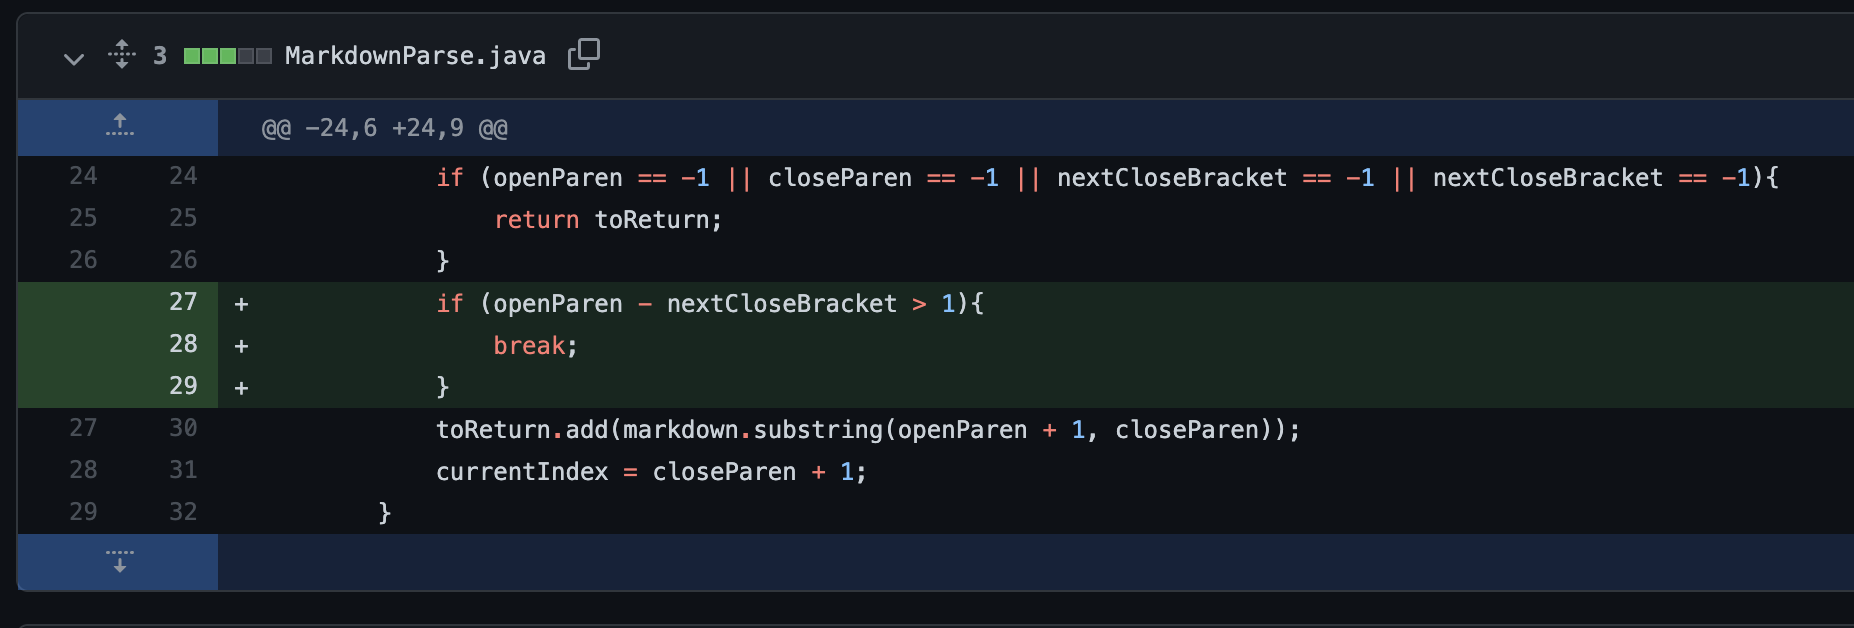 3 MarkdownParse.java
@@ -24,6 +24,9 @@
24 24 if (openParen == -1 || closeParen == -1 || nextCloseBracket == -1 || nextCloseBracket == -1){
25 25 return toReturn;
26 26 }
27 + if (openParen - nextCloseBracket > 1){
28 + break;
29 + }
27 30 toReturn.add(markdown.substring(openParen + 1, closeParen));
28 31 currentIndex = closeParen + 1;
29 32 }